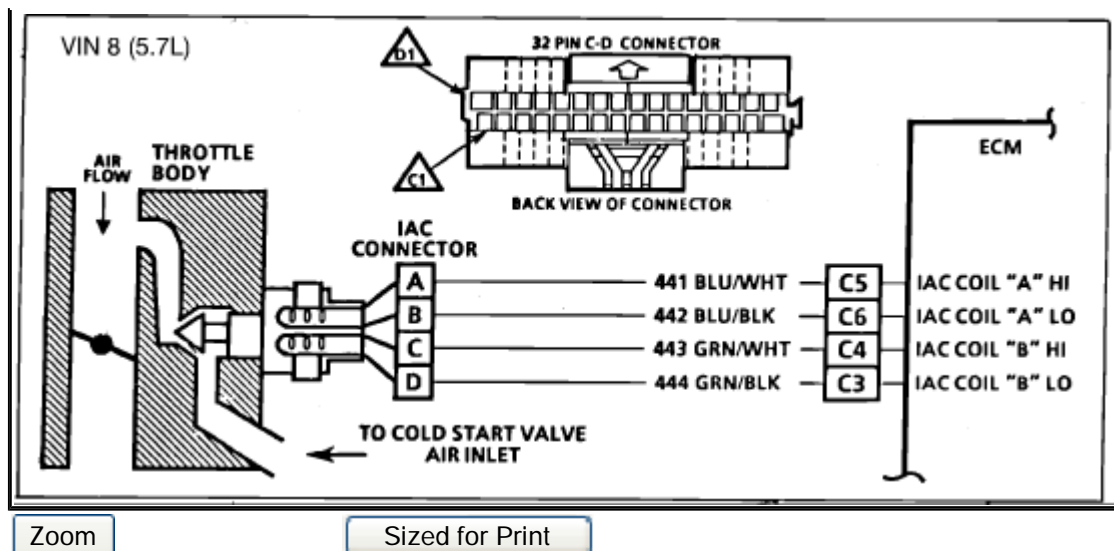 VIN 8 (5.7L)
32 PIN C-D CONNECTOR
D1
C1
BACK VIEW OF CONNECTOR
ECM
AIR
FLOW
THROTTLE
BODY
IAC
CONNECTOR
A 441 BLU/WHT C5 IAC COIL "A" HI
B 442 BLU/BLK C6 IAC COIL "A" LO
C 443 GRN/WHT C4 IAC COIL "B" HI
D 444 GRN/BLK C3 IAC COIL "B" LO
TO COLD START VALVE
AIR INLET
Zoom
Sized for Print